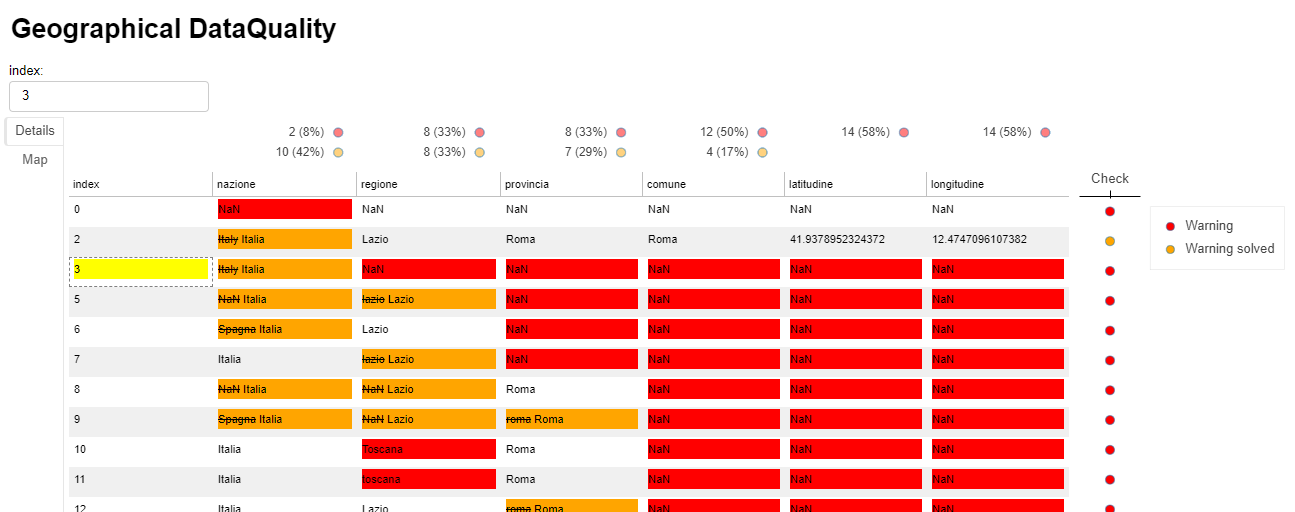 Geographical DataQuality
index:
3
Details
Map
2 (8%) 8 (33%) 8 (33%) 12 (50%) 14 (58%) 14 (58%)
10 (42%) 8 (33%) 7 (29%) 4 (17%)
index nazione regione provincia comune latitudine longitudine Check
0 NaN NaN NaN NaN NaN NaN
2 Italy Italia Lazio Roma Roma 41.9378952324372 12.4747096107382
3 Italy Italia NaN NaN NaN NaN NaN
5 NaN Italia lazio Lazio NaN NaN NaN NaN
6 Spagna Italia Lazio NaN NaN NaN NaN
7 Italia lazio Lazio NaN NaN NaN NaN
8 NaN Italia NaN Lazio Roma NaN NaN NaN
9 Spagna Italia NaN Lazio roma Roma NaN NaN NaN
10 Italia Toscana Roma NaN NaN NaN
11 Italia toscana Roma NaN NaN NaN
12 Italia Lazio roma Roma NaN NaN NaN
Warning
Warning solved